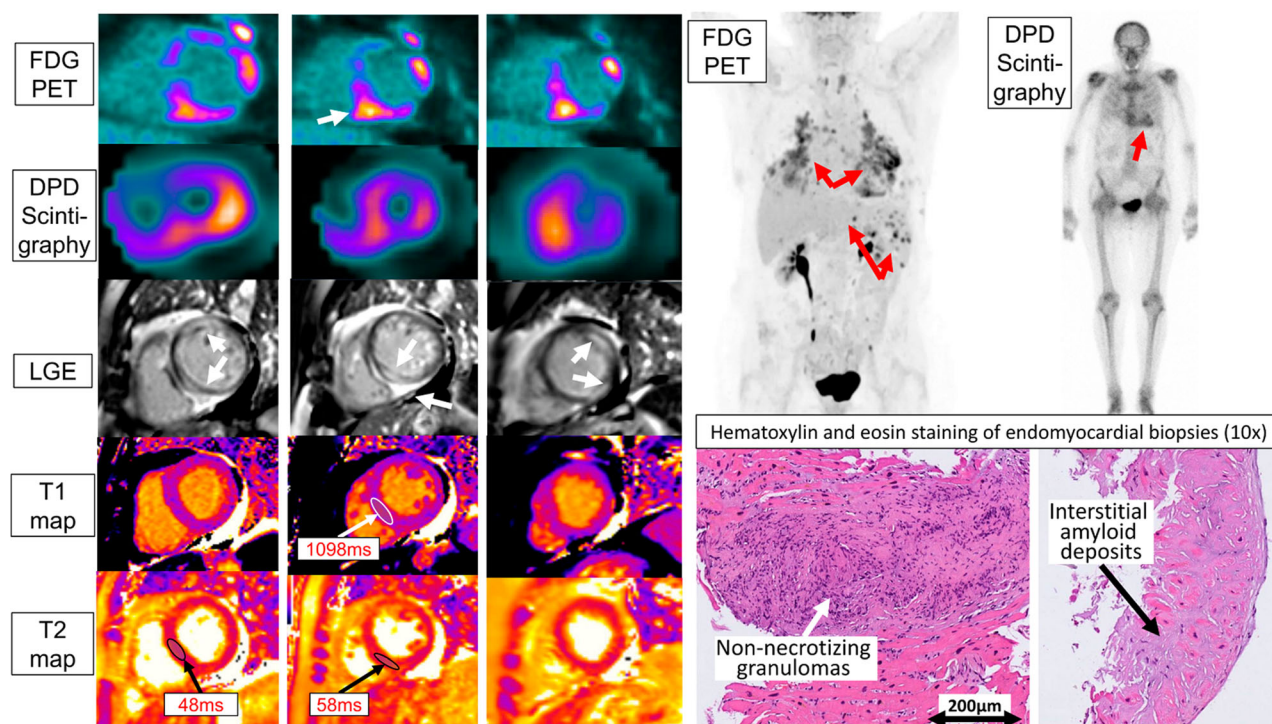 FDG
PET
DPD
Scinti-
graphy
LGE
T1
map
1098ms
T2
map
48ms
58ms
FDG
PET
DPD
Scinti-
graphy
Hematoxylin and eosin staining of endomyocardial biopsies (10x)
Non-necrotizing
granulomas
200µm
Interstitial
amyloid
deposits